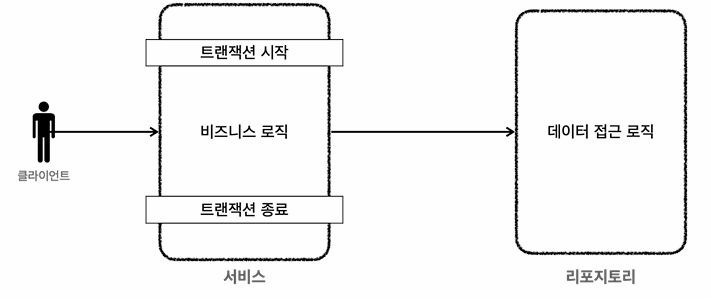 트랜잭션 시작
비즈니스 로직
데이터 접근 로직
클라이언트
트랜잭션 종료
서비스
리포지토리